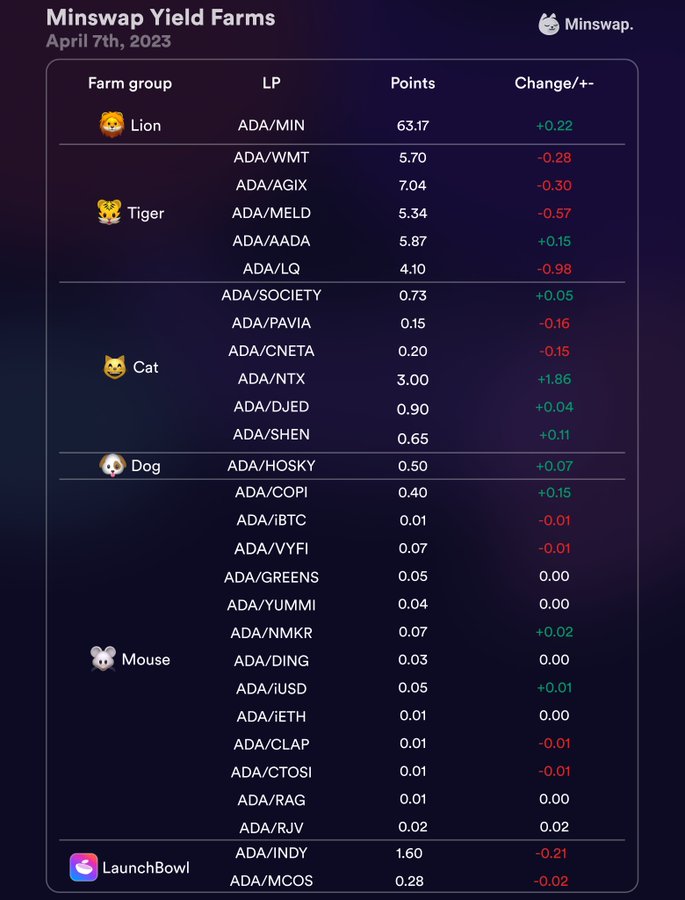 Minswap Yield Farms
April 7th, 2023
Minswap.
Farm group LP Points Change/+-
Lion ADA/MIN 63.17 +0.22
ADA/WMT 5.70 -0.28
ADA/AGIX 7.04 -0.30
Tiger ADA/MELD 5.34 -0.57
ADA/AADA 5.87 +0.15
ADA/LQ 4.10 -0.98
ADA/SOCIETY 0.73 +0.05
ADA/PAVIA 0.15 -0.16
ADA/CNETA 0.20 -0.15
Cat ADA/NTX 3.00 +1.86
ADA/DJED 0.90 +0.04
ADA/SHEN 0.65 +0.11
Dog ADA/HOSKY 0.50 +0.07
ADA/COPI 0.40 +0.15
ADA/iBTC 0.01 -0.01
ADA/VYFI 0.07 -0.01
ADA/GREENS 0.05 0.00
ADA/YUMMI 0.04 0.00
ADA/NMKR 0.07 +0.02
Mouse ADA/DING 0.03 0.00
ADA/iUSD 0.05 +0.01
ADA/iETH 0.01 0.00
ADA/CLAP 0.01 -0.01
ADA/CTOSI 0.01 -0.01
ADA/RAG 0.01 0.00
ADA/RJV 0.02 0.02
LaunchBowl ADA/INDY 1.60 -0.21
ADA/MCOS 0.28 -0.02